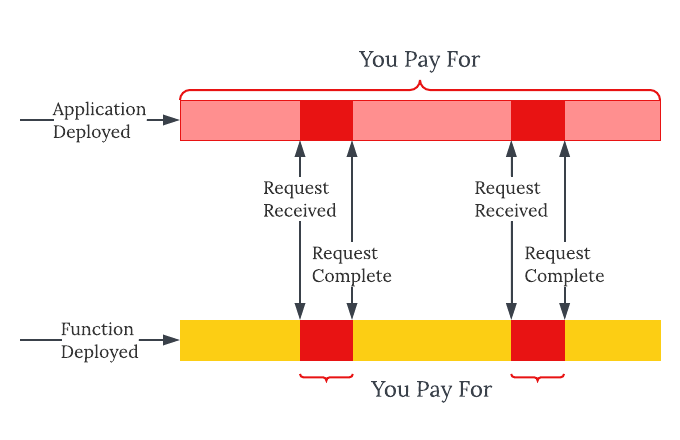 You Pay For
Application
Deployed
Request
Received
Request
Received
Request
Complete
Request
Complete
Function
Deployed
You Pay For